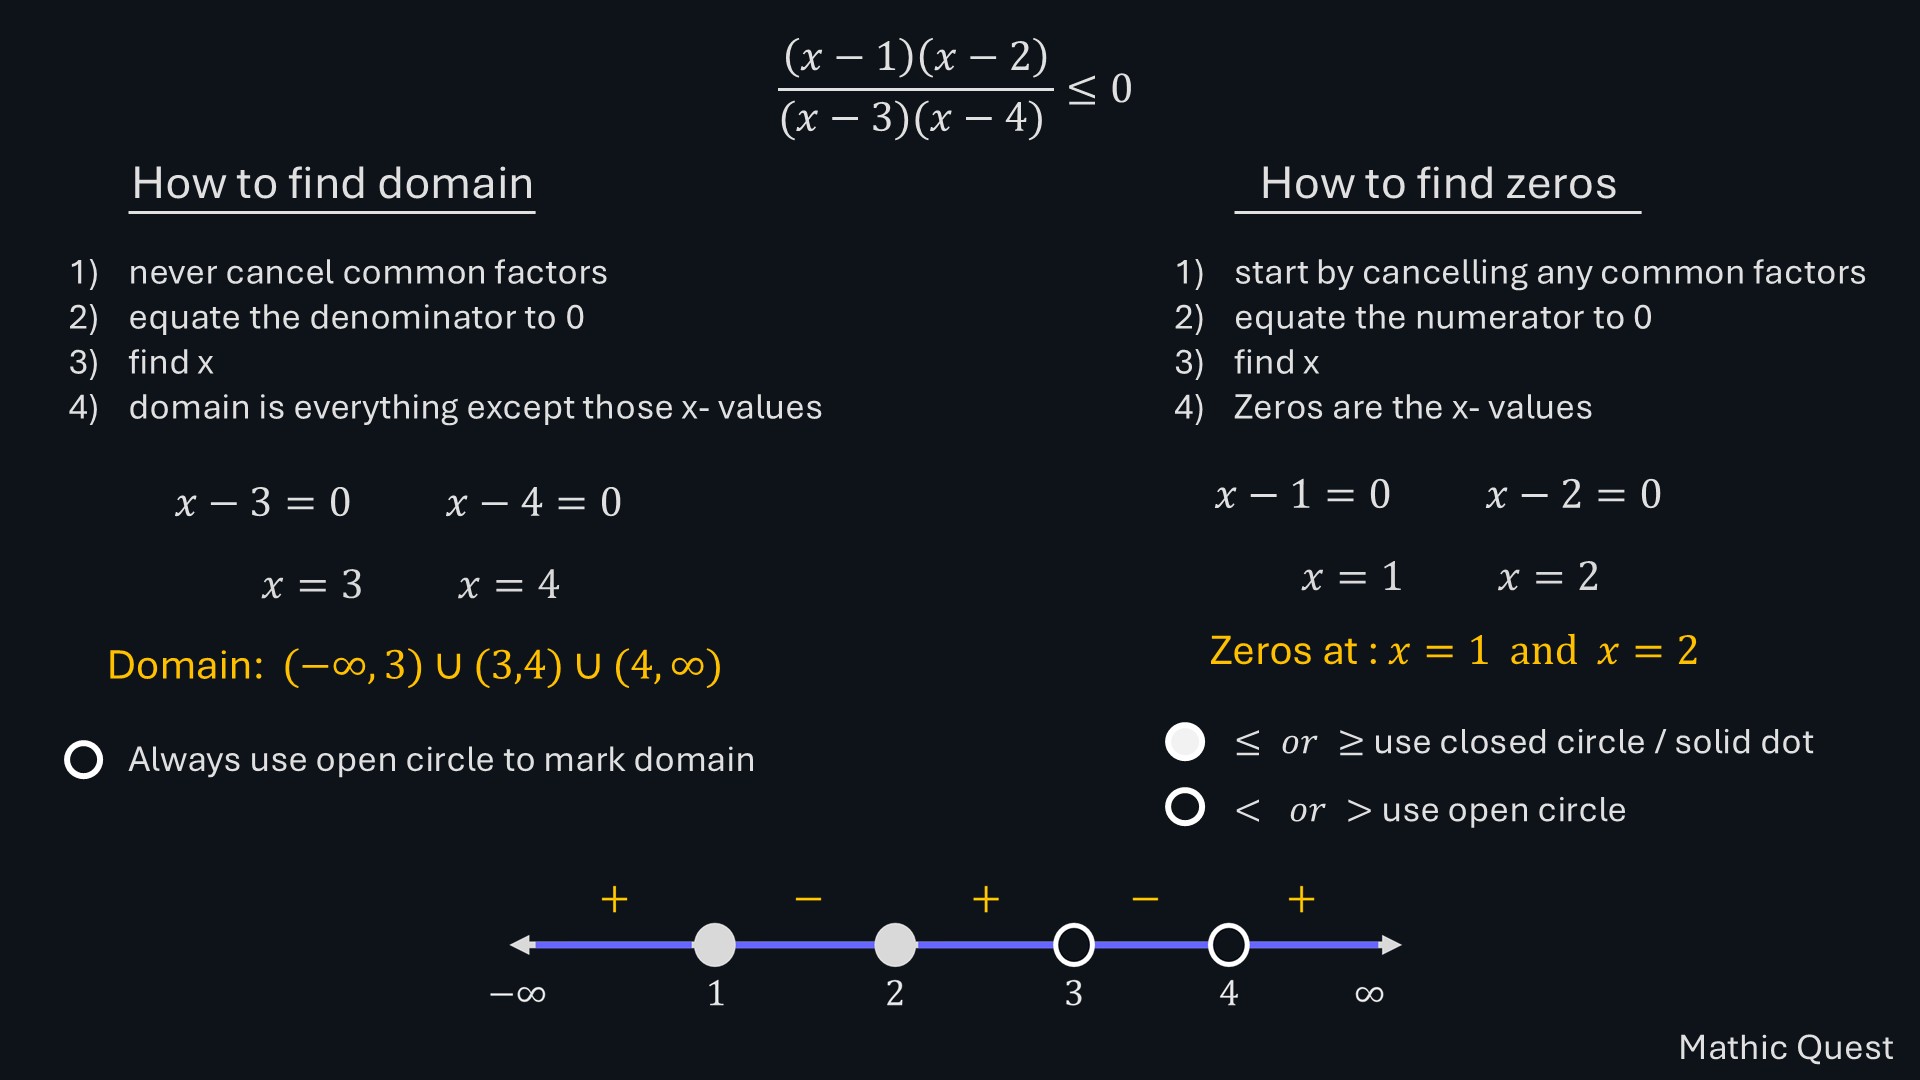 (x − 1)(x − 2)
(x − 3)(x − 4)
≤ 0
How to find domain
1) never cancel common factors
2) equate the denominator to 0
3) find x
4) domain is everything except those x- values
x − 3 = 0 x − 4 = 0
x = 3 x = 4
Domain: (−∞, 3) ∪ (3,4) ∪ (4, ∞)
Always use open circle to mark domain
How to find zeros
1) start by cancelling any common factors
2) equate the numerator to 0
3) find x
4) Zeros are the x- values
x − 1 = 0 x − 2 = 0
x = 1 x = 2
Zeros at : x = 1 and x = 2
≤ or ≥ use closed circle / solid dot
< or > use open circle
+ − + − +
−∞ 1 2 3 4 ∞
Mathic Quest